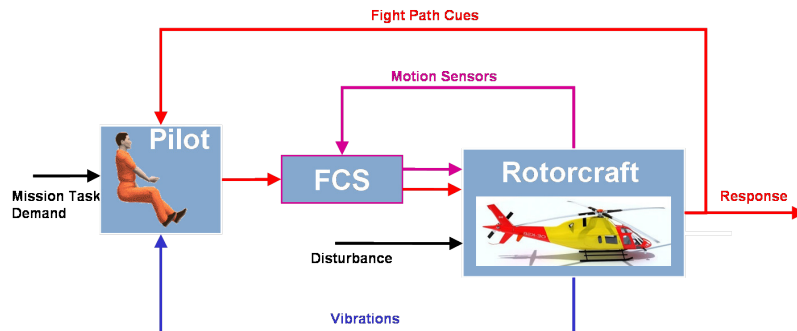 Fight Path Cues
Motion Sensors
Pilot
FCS
Rotorcraft
Mission Task
Demand
Response
Disturbance
Vibrations